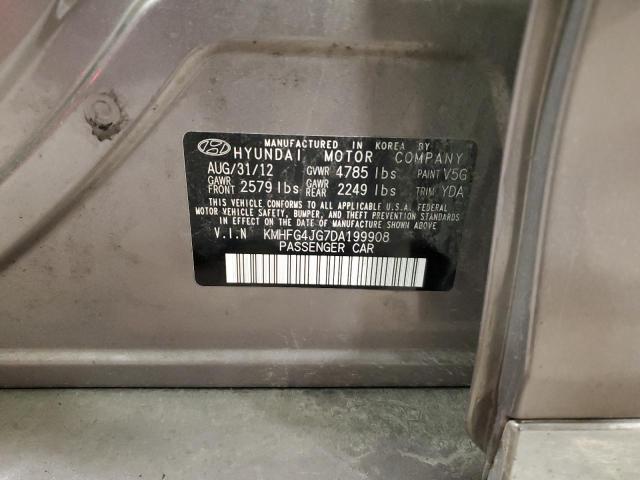 MANUFACTURED IN KOREA BY
HYUNDAI MOTOR COMPANY
AUG/31/12 GVWR 4785 lbs PAINT V5G
GAWR FRONT 2579 lbs GAWR REAR 2249 lbs TRIM YDA
THIS VEHICLE CONFORMS TO ALL APPLICABLE U.S.A. FEDERAL
MOTOR VEHICLE SAFETY, BUMPER, AND THEFT PREVENTION STANDARDS
IN EFFECT ON THE DATE OF MANUFACTURE SHOWN ABOVE.
V.I.N KMHFG4JG7DA199908
PASSENGER CAR